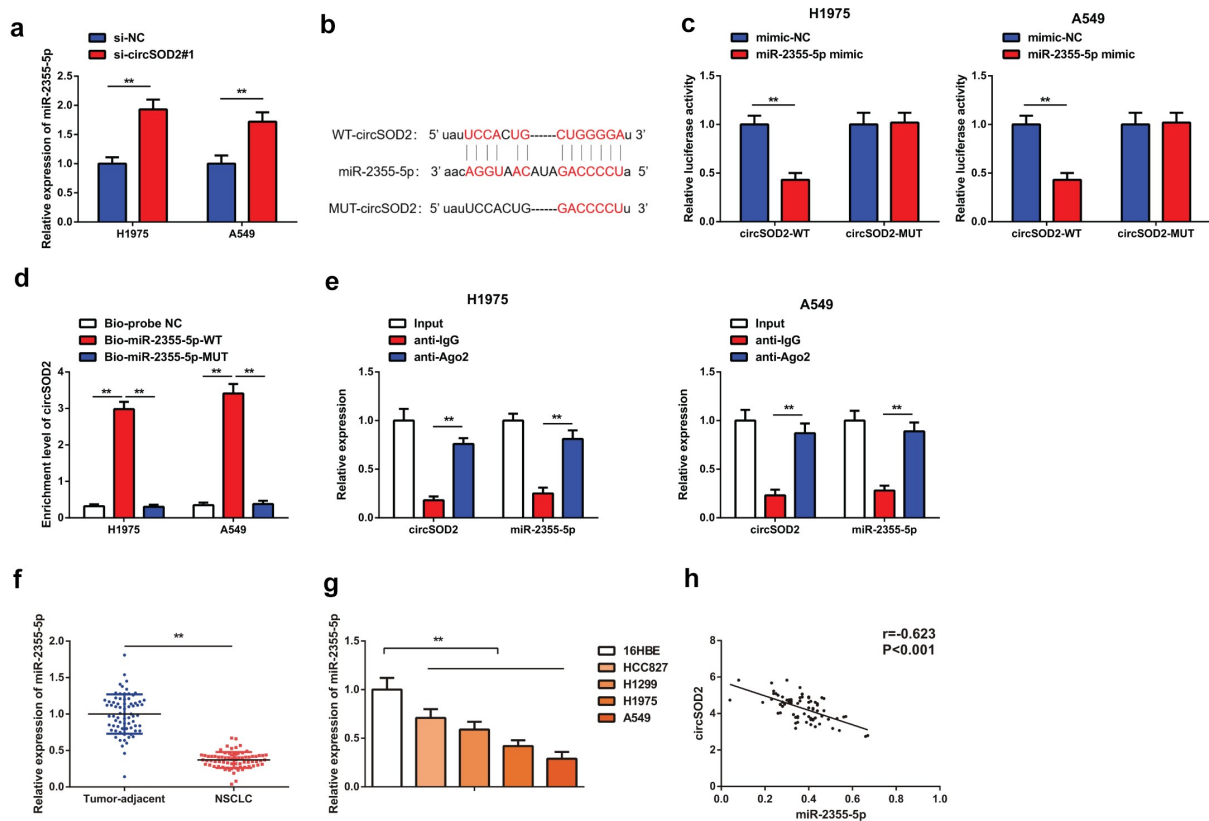 a
si-NC
si-circSOD2#1
Relative expression of miR-2355-5p
2.5
2.0
1.5
1.0
0.5
0.0
**
**
H1975
A549
b
WT-circSOD2: 5' uauUCCACUG------CUGGGGAu 3'
miR-2355-5p: 3' aacAGGUAACAUAGACCCCUa 5'
MUT-circSOD2: 5' uauUCCACUG------GACCCCUu 3'
c
H1975
mimic-NC
miR-2355-5p mimic
Relative luciferase activity
1.5
1.0
0.5
0.0
**
circSOD2-WT
circSOD2-MUT
A549
mimic-NC
miR-2355-5p mimic
Relative luciferase activity
1.5
1.0
0.5
0.0
**
circSOD2-WT
circSOD2-MUT
d
Bio-probe NC
Bio-miR-2355-5p-WT
Bio-miR-2355-5p-MUT
Enrichment level of circSOD2
4
3
2
1
0
**
**
**
**
H1975
A549
e
H1975
Input
anti-IgG
anti-Ago2
Relative expression
1.5
1.0
0.5
0.0
**
**
circSOD2
miR-2355-5p
A549
Input
anti-IgG
anti-Ago2
Relative expression
1.5
1.0
0.5
0.0
**
**
circSOD2
miR-2355-5p
f
Relative expression of miR-2355-5p
2.0
1.5
1.0
0.5
0.0
**
Tumor-adjacent
NSCLC
g
Relative expression of miR-2355-5p
1.5
1.0
0.5
0.0
**
16HBE
HCC827
H1299
H1975
A549
h
r=-0.623
P<0.001
circSOD2
8
6
4
2
0
0.0
0.2
0.4
0.6
0.8
1.0
miR-2355-5p